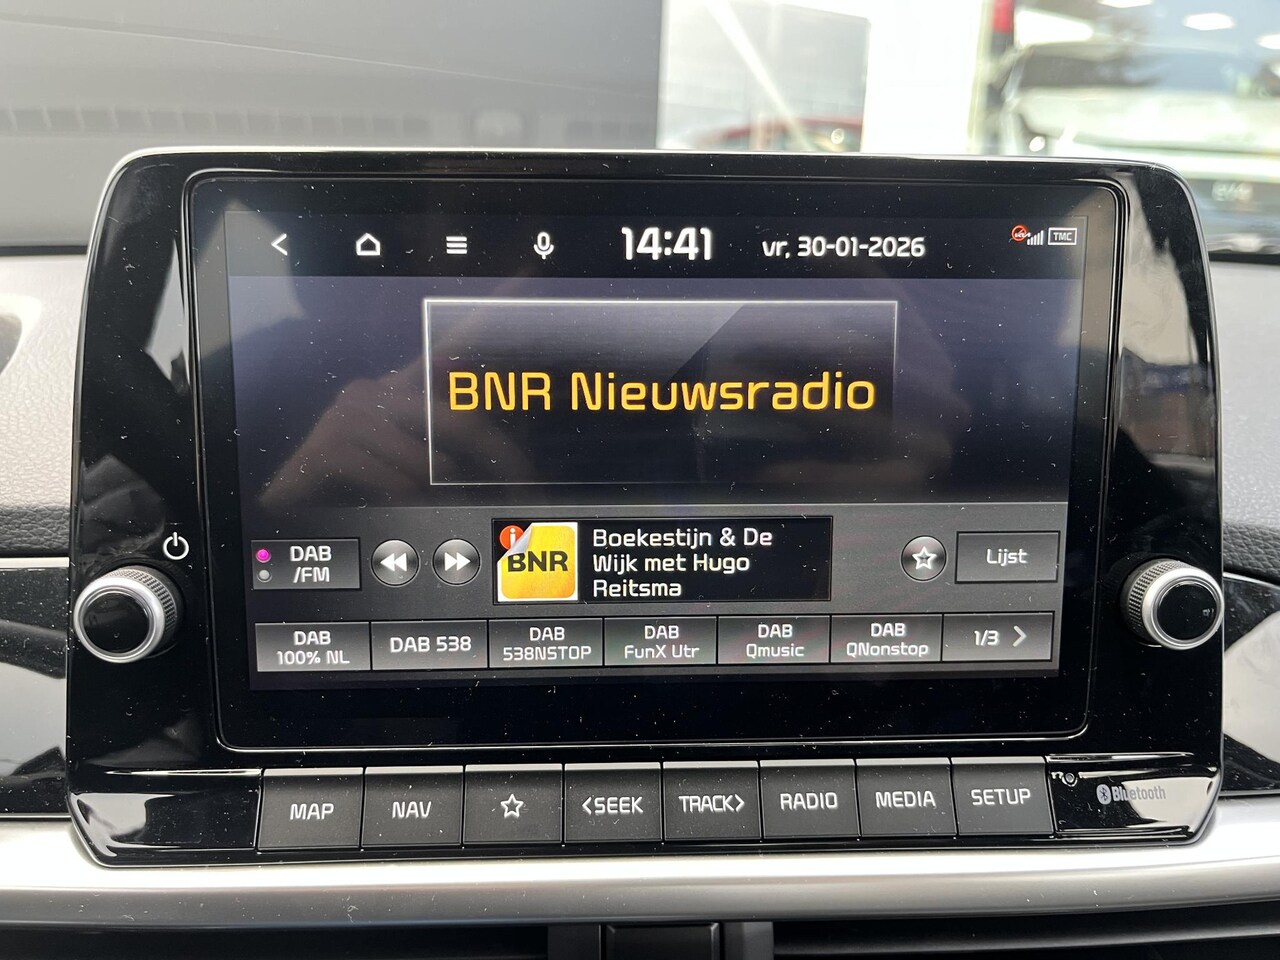 14:41 vr, 30-01-2026 TMC
BNR Nieuwsradio
DAB
/FM
BNR
Boekestijn & De
Wijk met Hugo
Reitsma
Lijst
DAB
100% NL
DAB 538
DAB
538NSTOP
DAB
FunX Utr
DAB
Qmusic
DAB
QNonstop
1/3
MAP NAV <SEEK TRACK> RADIO MEDIA SETUP
Bluetooth